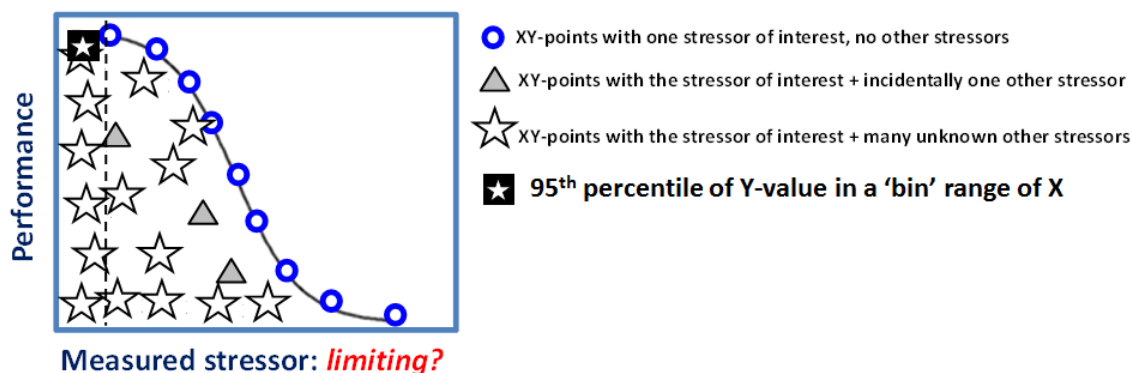 Performance
Measured stressor: limiting?
XY-points with one stressor of interest, no other stressors
XY-points with the stressor of interest + incidentally one other stressor
XY-points with the stressor of interest + many unknown other stressors
95th percentile of Y-value in a ‘bin’ range of X